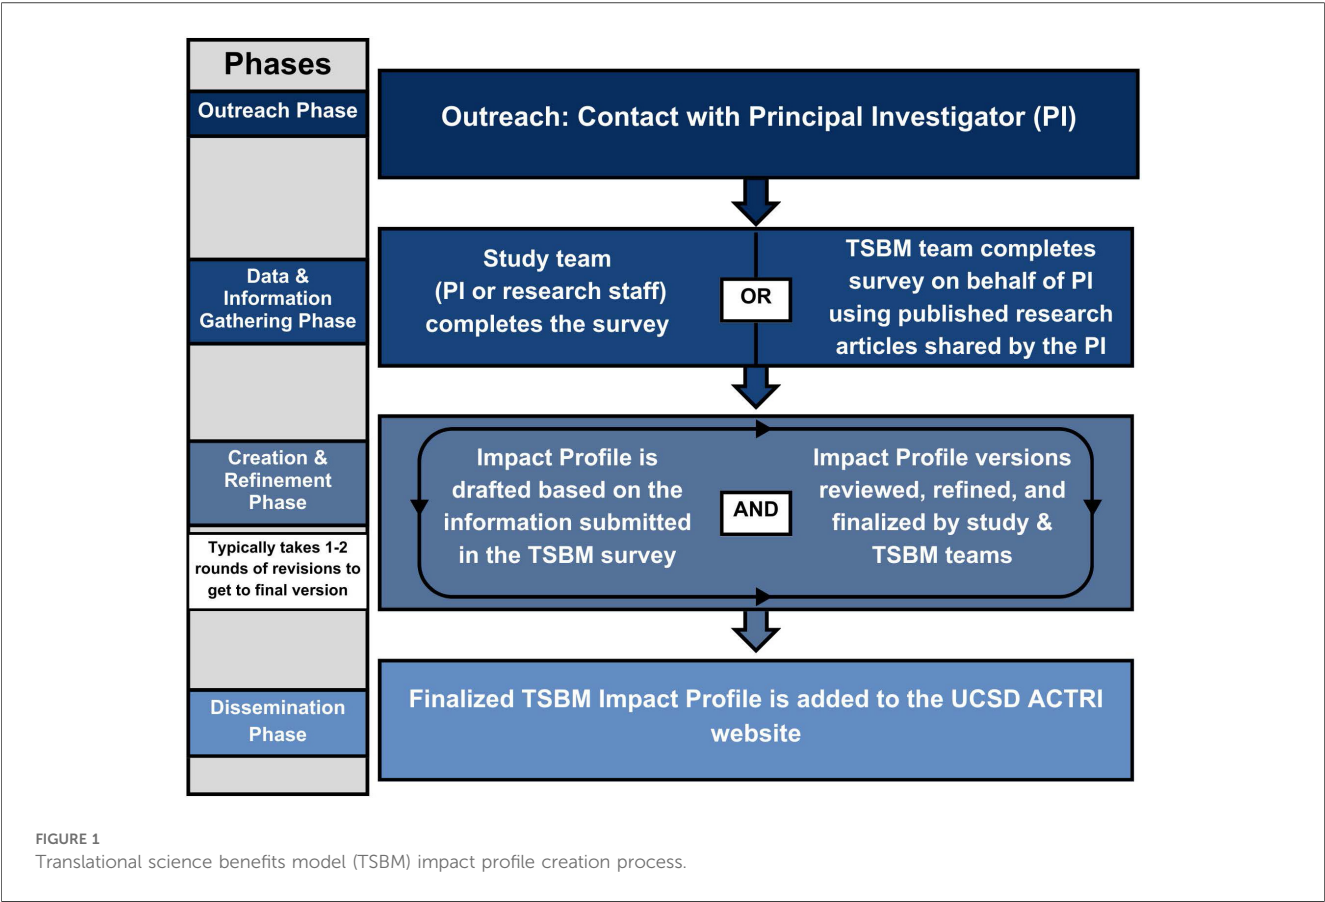 Phases
Outreach Phase
Outreach: Contact with Principal Investigator (PI)
Data &
Information
Gathering Phase
Study team
(PI or research staff)
completes the survey
OR
TSBM team completes
survey on behalf of PI
using published research
articles shared by the PI
Creation &
Refinement
Phase
Typically takes 1-2
rounds of revisions to
get to final version
Impact Profile is
drafted based on the
information submitted
in the TSBM survey
AND
Impact Profile versions
reviewed, refined, and
finalized by study &
TSBM teams
Dissemination
Phase
Finalized TSBM Impact Profile is added to the UCSD ACTRI
website
FIGURE 1
Translational science benefits model (TSBM) impact profile creation process.